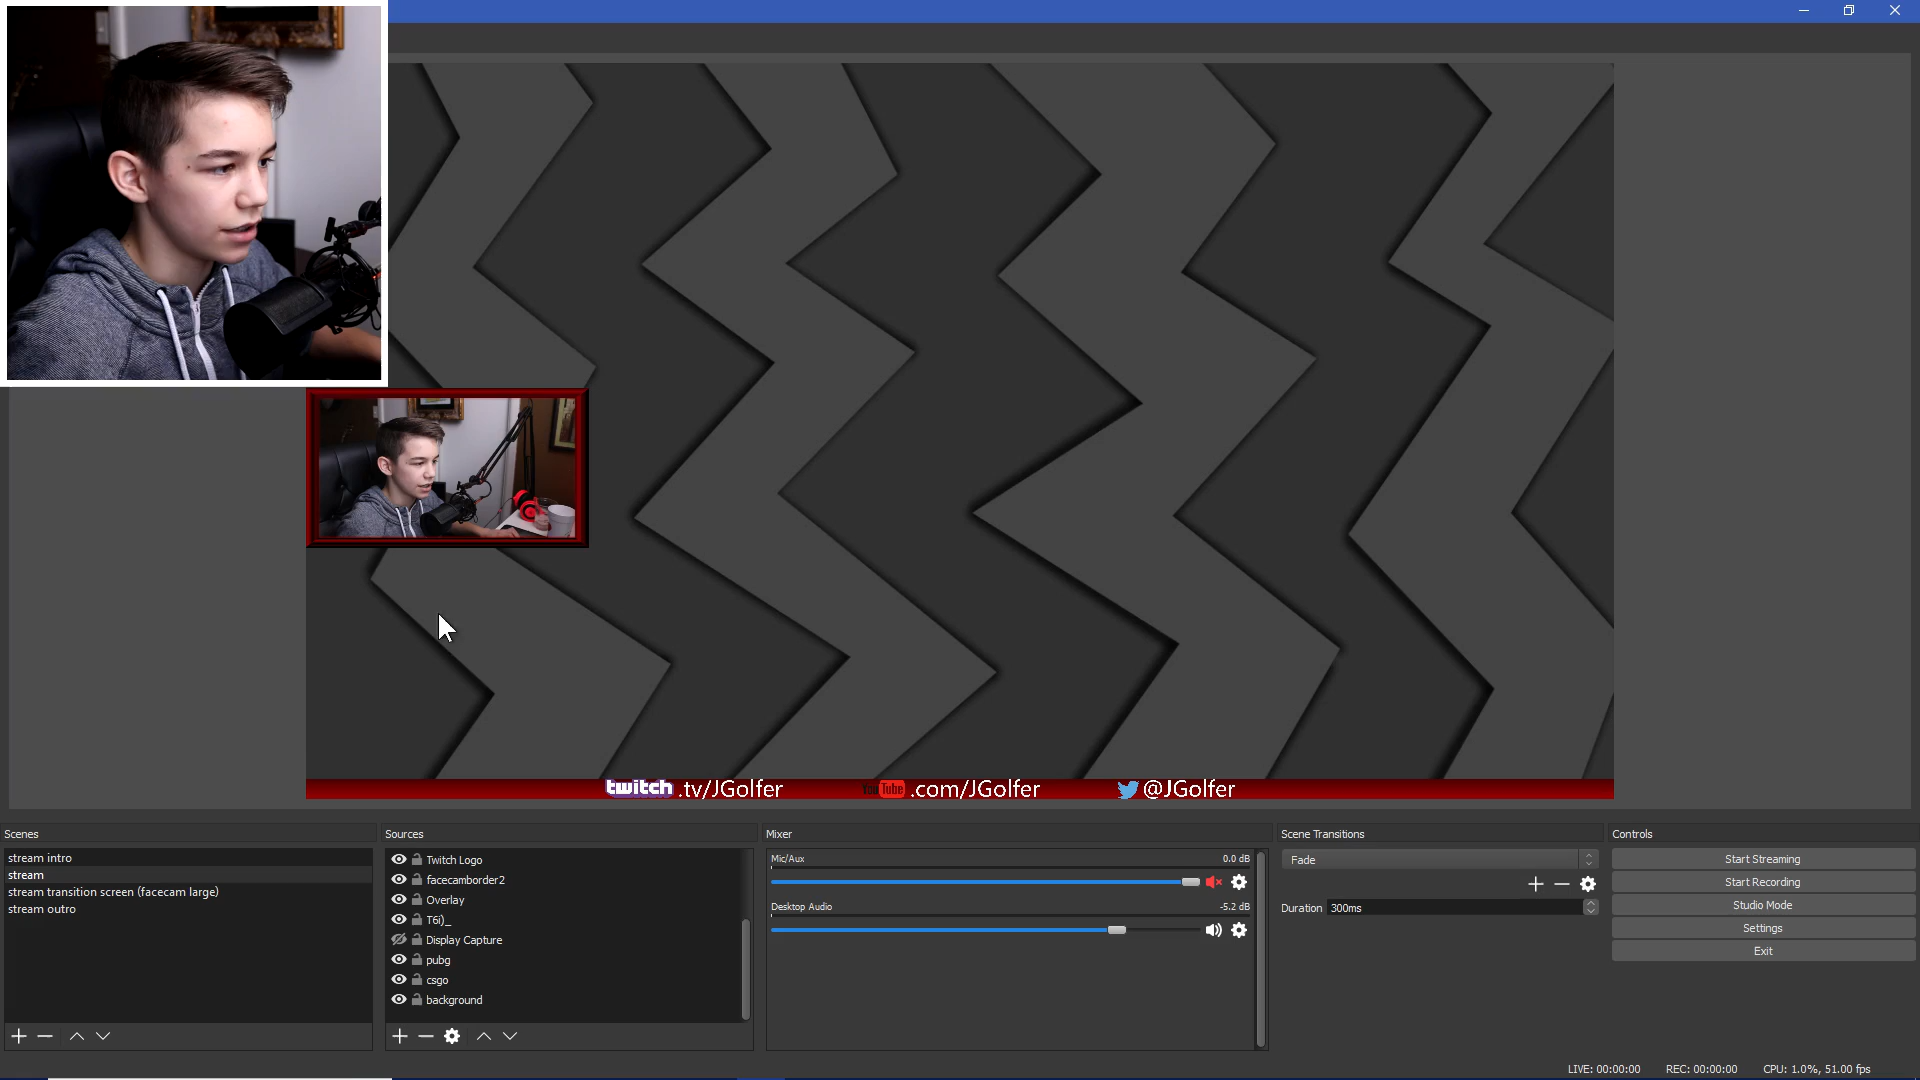 twitch .tv/JGolfer
YouTube .com/JGolfer
@JGolfer
Scenes
stream intro
stream
stream transition screen (facecam large)
stream outro
Sources
Twitch Logo
facecamborder2
Overlay
T6i)_
Display Capture
pubg
csgo
background
Mixer
Mic/Aux 0.0 dB
Desktop Audio -5.2 dB
Scene Transitions
Fade
Duration 300ms
Controls
Start Streaming
Start Recording
Studio Mode
Settings
Exit
LIVE: 00:00:00 REC: 00:00:00 CPU: 1.0%, 51.00 fps